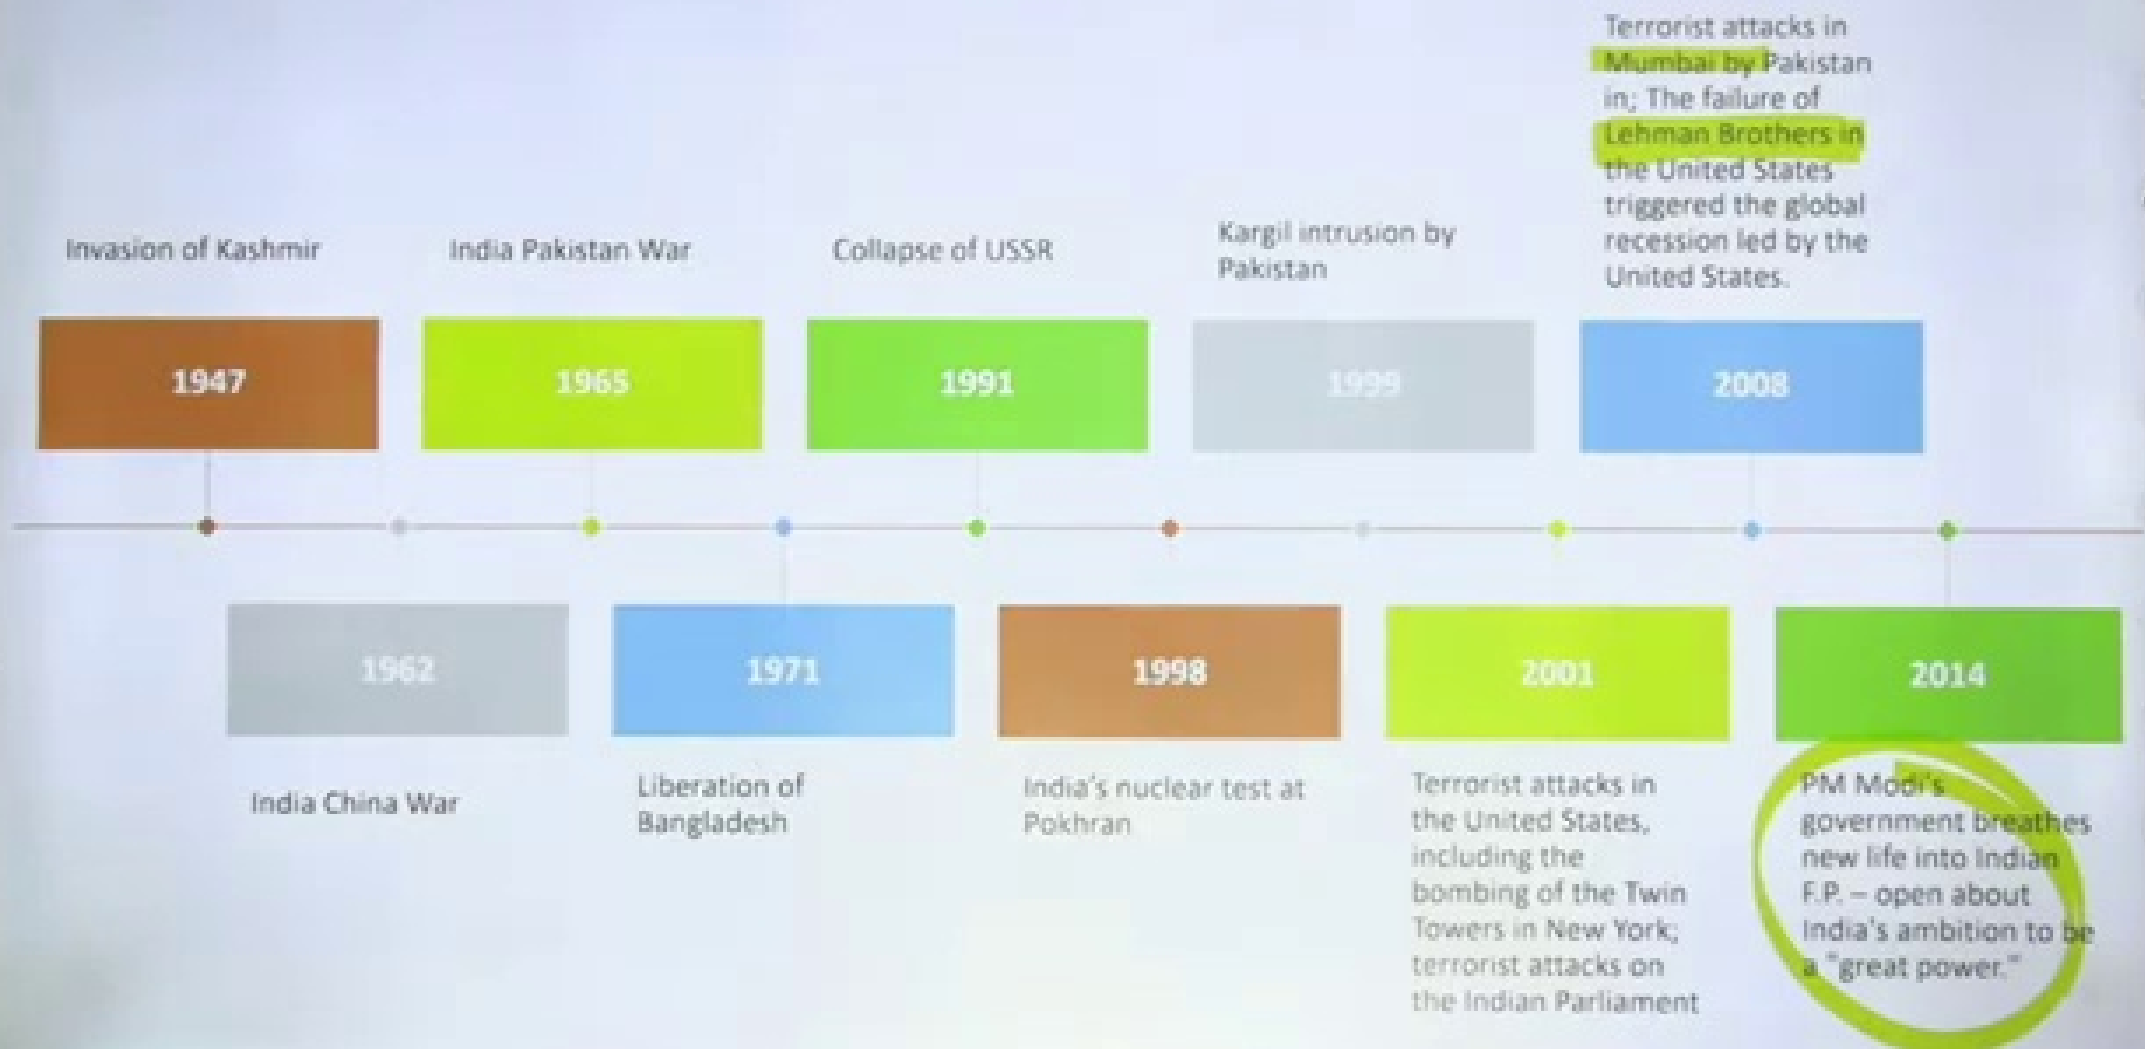 Invasion of Kashmir
1947
1962
India China War
India Pakistan War
1965
1971
Liberation of
Bangladesh
Collapse of USSR
1991
1998
India's nuclear test at
Pokhran
Kargil intrusion by
Pakistan
1999
2001
Terrorist attacks in
the United States,
including the
bombing of the Twin
Towers in New York;
terrorist attacks on
the Indian Parliament
Terrorist attacks in
Mumbai by Pakistan
in; The failure of
Lehman Brothers in
the United States
triggered the global
recession led by the
United States.
2008
2014
PM Modi's
government breathes
new life into Indian
F.P. – open about
India's ambition to be
a "great power."